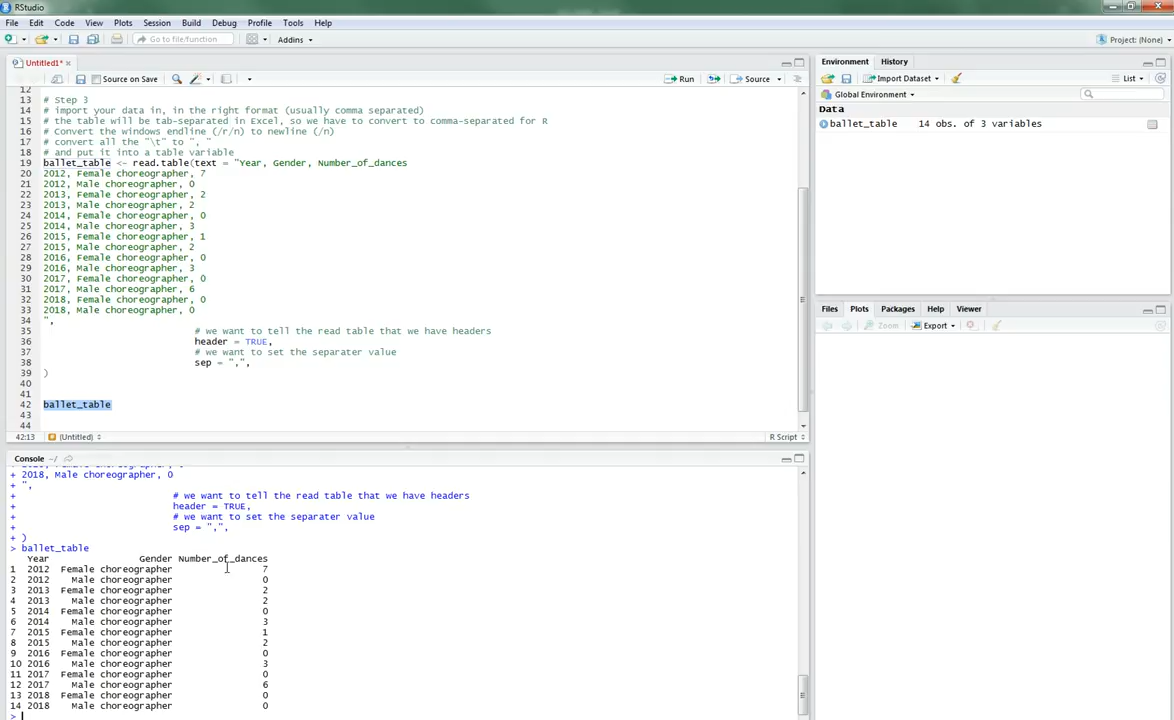 RStudio
File Edit Code View Plots Session Build Debug Profile Tools Help
Go to file/function Addins Project: (None)
Untitled1*
Source on Save Run Source
12
13 # Step 3
14 # import your data in, in the right format (usually comma separated)
15 # the table will be tab-separated in Excel, so we have to convert to comma-separated for R
16 # Convert the windows endline (/r/n) to newline (/n)
17 # convert all the "\t" to ", "
18 # and put it into a table variable
19 ballet_table <- read.table(text = "Year, Gender, Number_of_dances
20 2012, Female choreographer, 7
21 2012, Male choreographer, 0
22 2013, Female choreographer, 2
23 2013, Male choreographer, 2
24 2014, Female choreographer, 0
25 2014, Male choreographer, 3
26 2015, Female choreographer, 1
27 2015, Male choreographer, 2
28 2016, Female choreographer, 0
29 2016, Male choreographer, 3
30 2017, Female choreographer, 0
31 2017, Male choreographer, 6
32 2018, Female choreographer, 0
33 2018, Male choreographer, 0
34 ",
35 # we want to tell the read table that we have headers
36 header = TRUE,
37 # we want to set the separater value
38 sep = ",",
39 )
40
41
42 ballet_table
43
44
42:13 (Untitled) R Script
Console ~/
+ 2018, Male choreographer, 0
+ ",
+ # we want to tell the read table that we have headers
+ header = TRUE,
+ # we want to set the separater value
+ sep = ",",
+ )
> ballet_table
Year Gender Number_of_dances
1 2012 Female choreographer 7
2 2012 Male choreographer 0
3 2013 Female choreographer 2
4 2013 Male choreographer 2
5 2014 Female choreographer 0
6 2014 Male choreographer 3
7 2015 Female choreographer 1
8 2015 Male choreographer 2
9 2016 Female choreographer 0
10 2016 Male choreographer 3
11 2017 Female choreographer 0
12 2017 Male choreographer 6
13 2018 Female choreographer 0
14 2018 Male choreographer 0
>
Environment History
Import Dataset List
Global Environment
Data
ballet_table 14 obs. of 3 variables
Files Plots Packages Help Viewer
Zoom Export